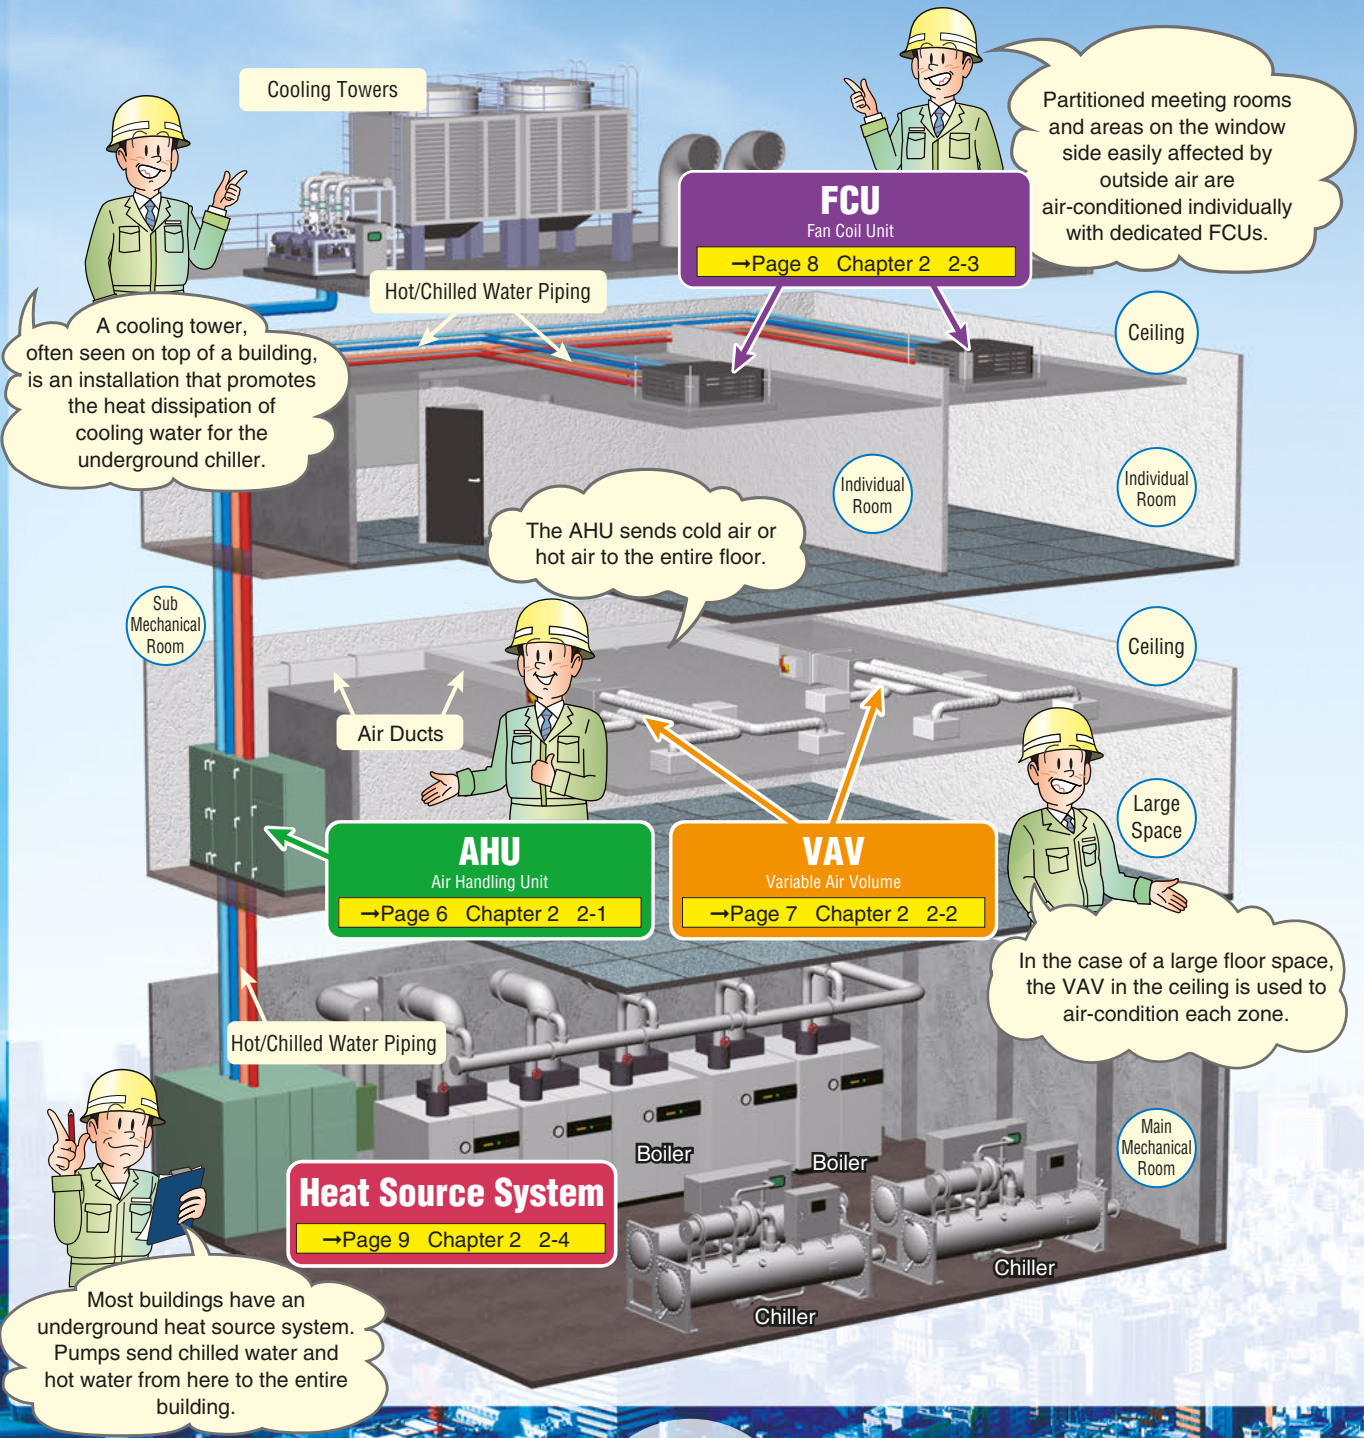 Cooling Towers
Partitioned meeting rooms
and areas on the window
side easily affected by
outside air are
air-conditioned individually
with dedicated FCUs.
FCU
Fan Coil Unit
→Page 8 Chapter 2 2-3
Hot/Chilled Water Piping
A cooling tower,
often seen on top of a building,
is an installation that promotes
the heat dissipation of
cooling water for the
underground chiller.
Ceiling
Individual
Room
Individual
Room
The AHU sends cold air or
hot air to the entire floor.
Sub
Mechanical
Room
Ceiling
Air Ducts
Large
Space
AHU
Air Handling Unit
→Page 6 Chapter 2 2-1
VAV
Variable Air Volume
→Page 7 Chapter 2 2-2
In the case of a large floor space,
the VAV in the ceiling is used to
air-condition each zone.
Hot/Chilled Water Piping
Boiler
Boiler
Main
Mechanical
Room
Heat Source System
→Page 9 Chapter 2 2-4
Chiller
Chiller
Most buildings have an
underground heat source system.
Pumps send chilled water and
hot water from here to the entire
building.